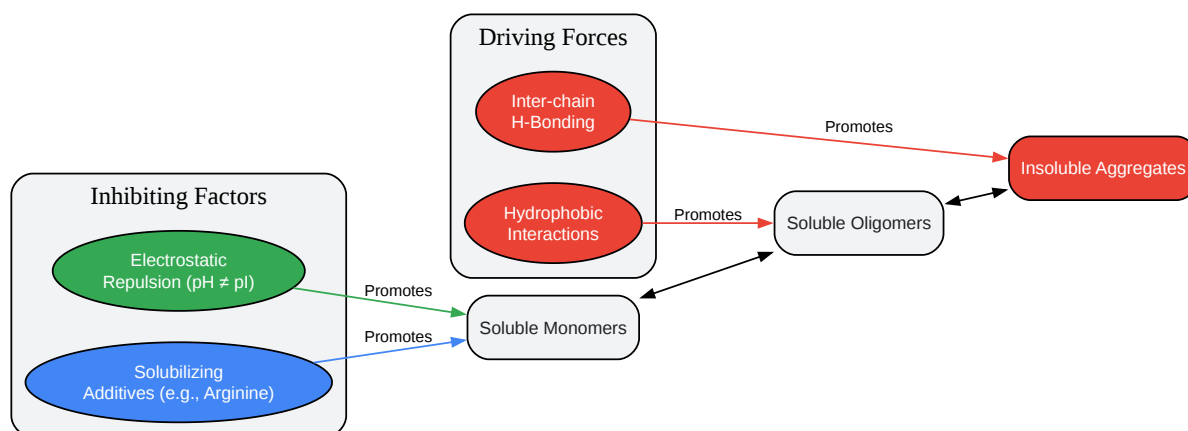 Driving Forces
Inter-chain
H-Bonding
Promotes
Insoluble Aggregates
Hydrophobic
Interactions
Promotes
Soluble Oligomers
Inhibiting Factors
Electrostatic
Repulsion (pH ≠ pI)
Promotes
Soluble Monomers
Promotes
Solubilizing
Additives (e.g., Arginine)